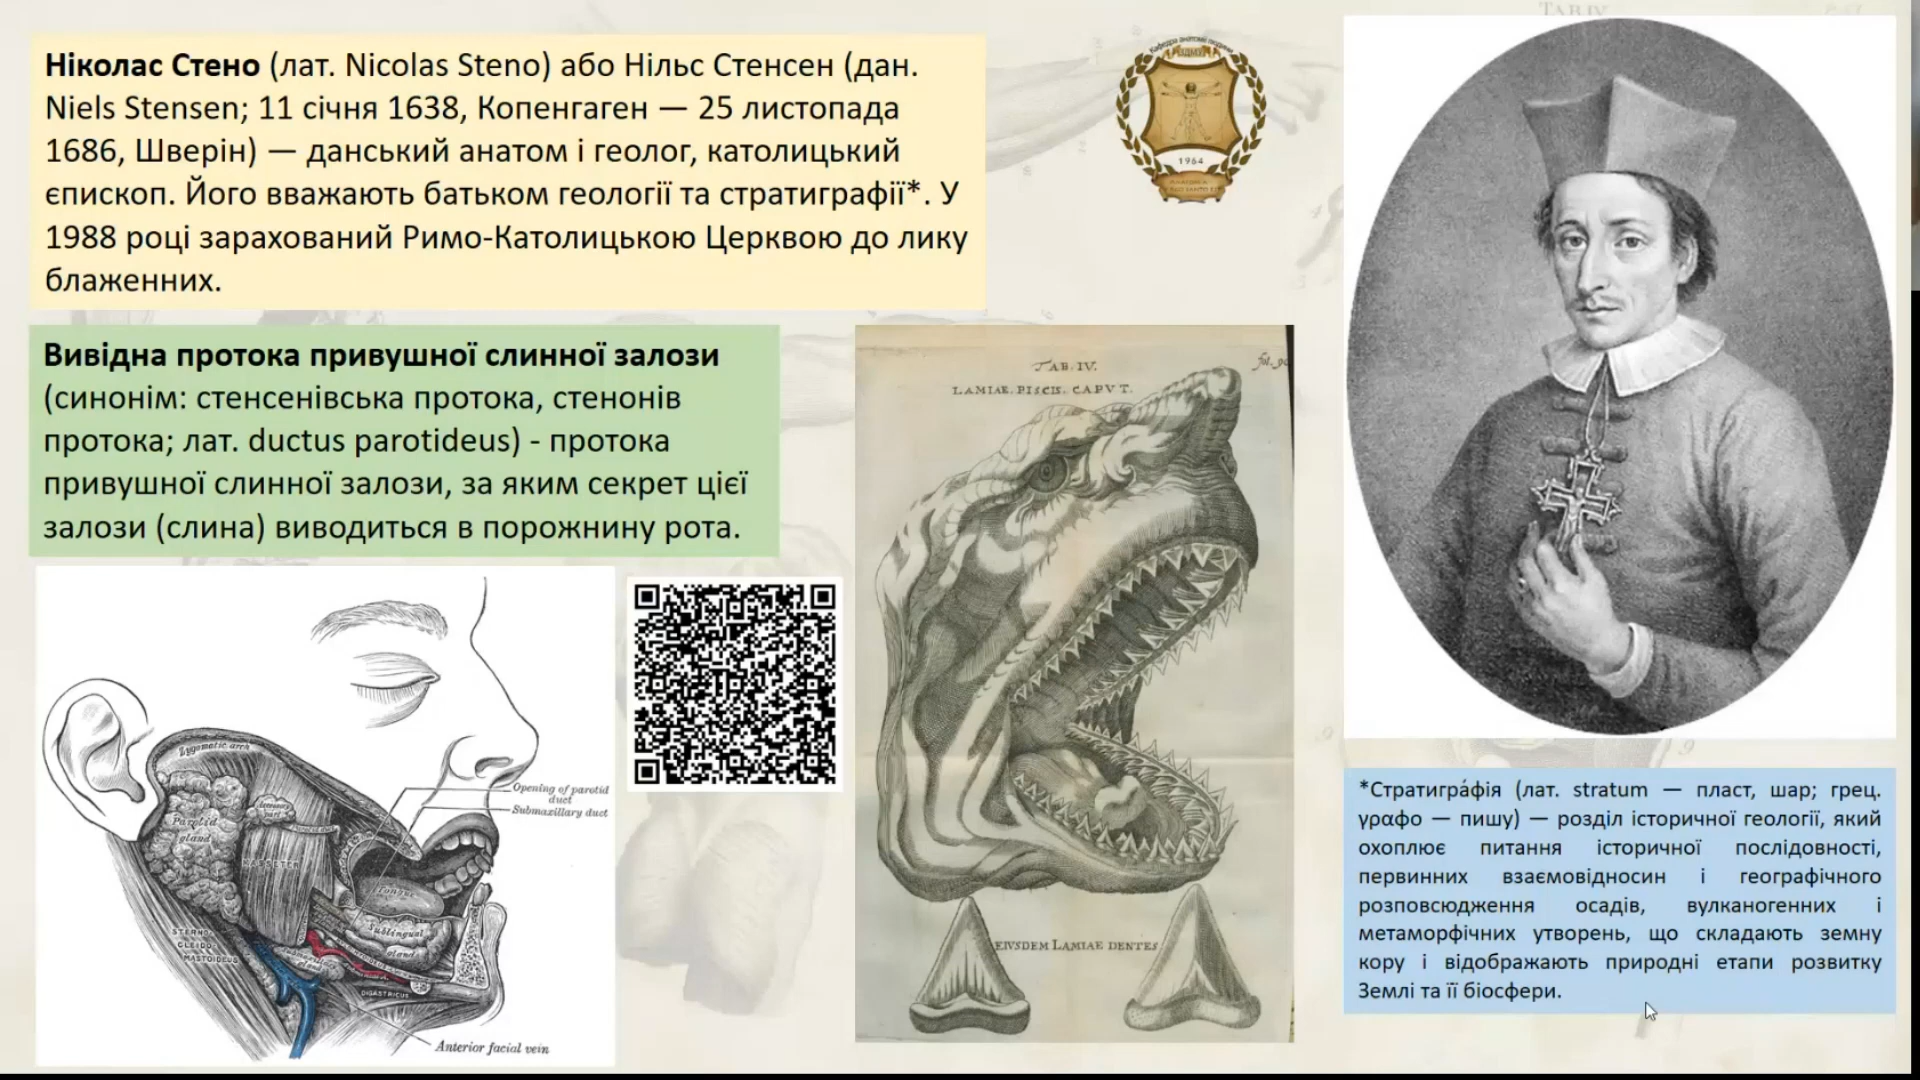 Ніколас Стено (лат. Nicolas Steno) або Нільс Стенсен (дан.
Niels Stensen; 11 січня 1638, Копенгаген — 25 листопада
1686, Шверін) — данський анатом і геолог, католицький
єпископ. Його вважають батьком геології та стратиграфії*. У
1988 році зарахований Римо-Католицькою Церквою до лику
блаженних.
1964
Вивідна протока привушної слинної залози
(синонім: стенсенівська протока, стенонів
протока; лат. ductus parotideus) - протока
привушної слинної залози, за яким секрет цієї
залози (слина) виводиться в порожнину рота.
TAB. IV.
LAMIAE. PISCIS. CAPVT.
EIVSDEM LAMIAE DENTES
Zygomatic arch
Parotid
gland
MASSETER
Opening of parotid
duct
Submaxillary duct
Tongue
Sublingual
gland
STERNO-
CLEIDO-
MASTOIDEUS
DIGASTRICUS
Anterior facial vein
*Стратигра́фія (лат. stratum — пласт, шар; грец.
γραφο — пишу) — розділ історичної геології, який
охоплює питання історичної послідовності,
первинних взаємовідносин і географічного
розповсюдження осадів, вулканогенних і
метаморфічних утворень, що складають земну
кору і відображають природні етапи розвитку
Землі та її біосфери.